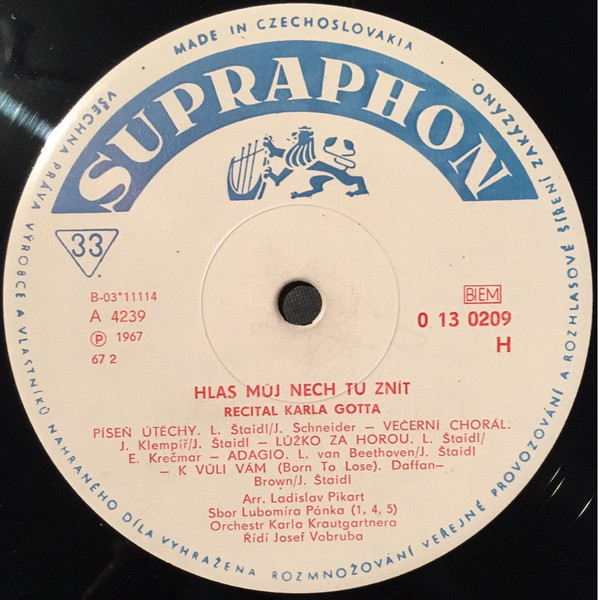 MADE IN CZECHOSLOVAKIA
SUPRAPHON
VŠECHNA PRÁVA VÝROBCE A VLASTNÍKŮ NAHRANÉHO DÍLA VYHRAŽENA ROZMNOŽOVÁNÍ VEŘEJNÉ PROVOZOVÁNÍ A ROZHLASOVÉ ŠÍŘENÍ ZAKÁZÁNO
33
B-03*11114
A 4239
Ⓟ 1967
67 2
BIEM
0 13 0209
H
HLAS MŮJ NECH TU ZNÍT
RECITAL KARLA GOTTA
PÍSEŇ ÚTĚCHY. L. Štaidl/J. Schneider – VEČERNÍ CHORÁL.
J. Klempíř/J. Štaidl – LŮŽKO ZA HOROU. L. Štaidl/
E. Krečmar – ADAGIO. L. van Beethoven/J. Štaidl
– K VŮLI VÁM (Born To Lose). Daffan–
Brown/J. Štaidl
Arr. Ladislav Pikart
Sbor Lubomíra Pánka (1, 4, 5)
Orchestr Karla Krautgartnera
Řídí Josef Vobruba